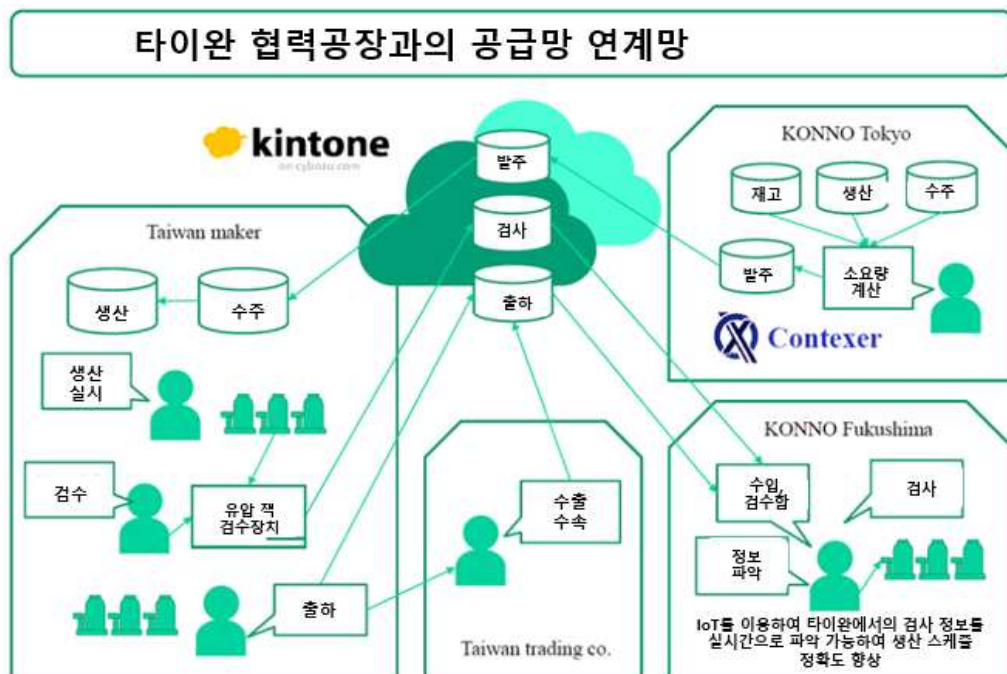 타이완 협력공장과의 공급망 연계망
kintone
on cybozu.com
발주
검사
출하
KONNO Tokyo
재고
생산
수주
발주
소요량
계산
Contexer
Taiwan maker
생산
수주
생산
실시
검수
유압 잭
검수장치
출하
수출
수속
Taiwan trading co.
KONNO Fukushima
수입,
검수함
검사
정보
파악
IoT를 이용하여 타이완에서의 검사 정보를
실시간으로 파악 가능하여 생산 스케줄
정확도 향상